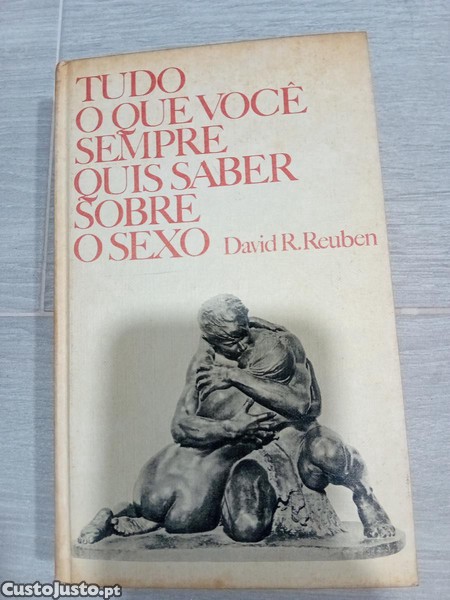 TUDO
O QUE VOCÊ
SEMPRE
QUIS SABER
SOBRE
O SEXO David R. Reuben
CustoJusto.pt